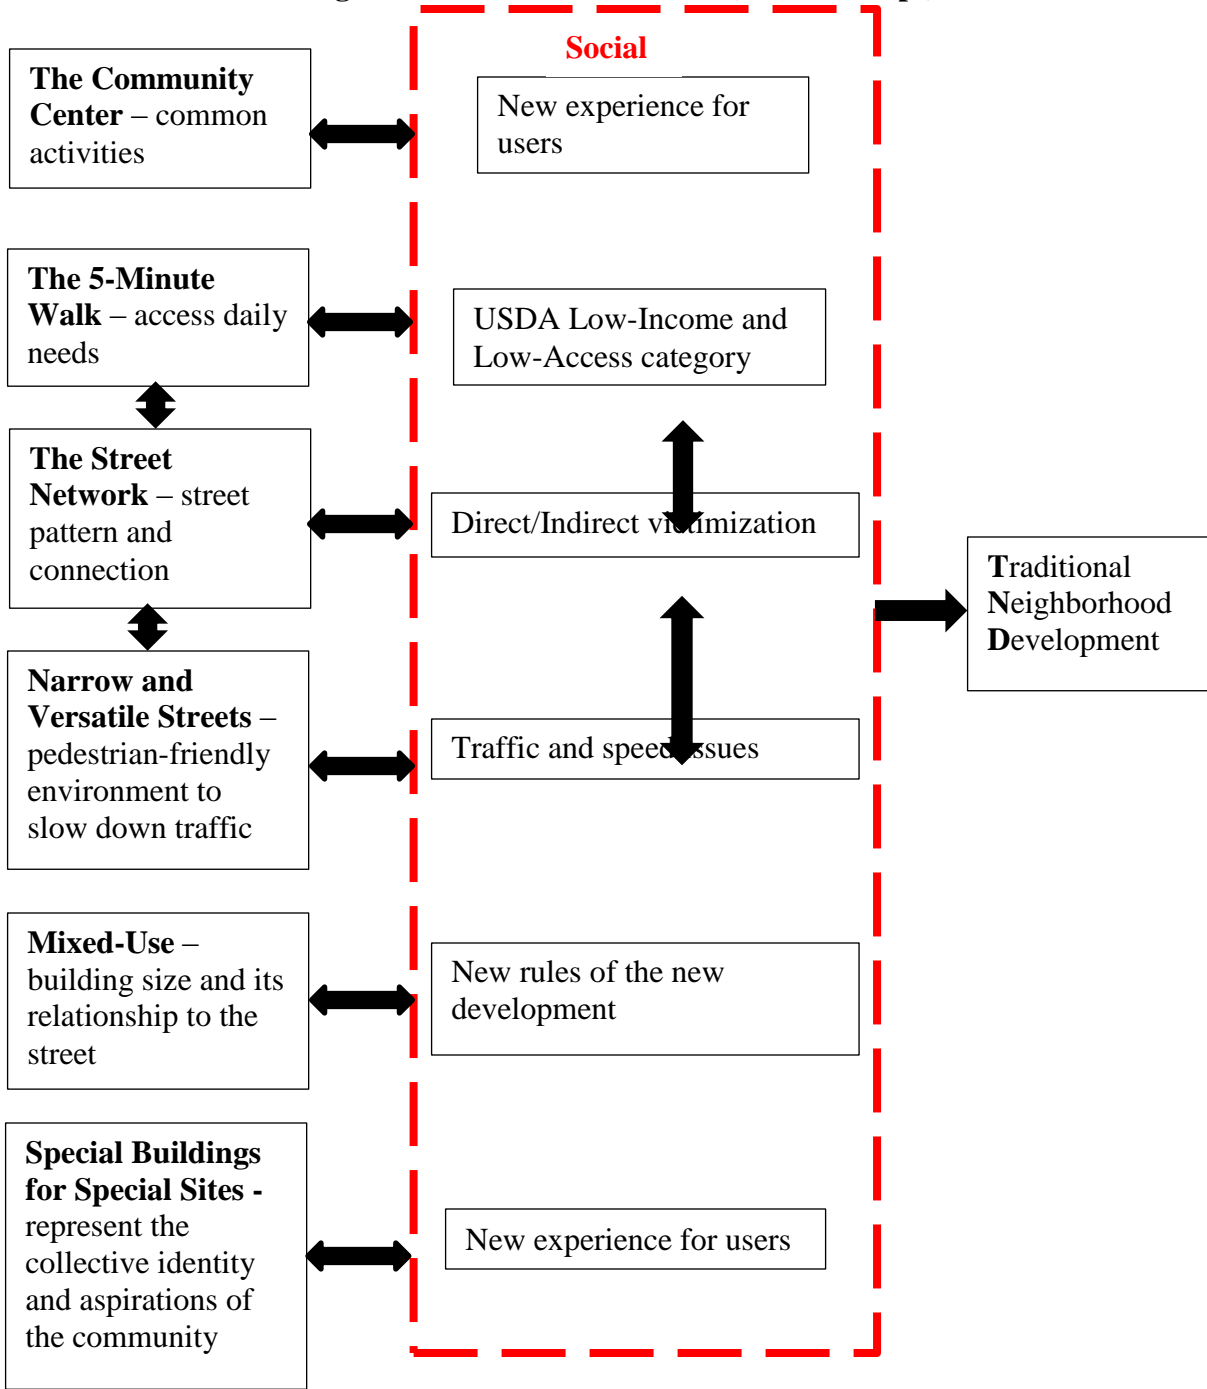 Social
The Community
Center – common
activities
New experience for
users
The 5-Minute
Walk – access daily
needs
USDA Low-Income and
Low-Access category
The Street
Network – street
pattern and
connection
Direct/Indirect victimization
Traditional
Neighborhood
Development
Narrow and
Versatile Streets –
pedestrian-friendly
environment to
slow down traffic
Traffic and speed issues
Mixed-Use –
building size and its
relationship to the
street
New rules of the new
development
Special Buildings
for Special Sites -
represent the
collective identity
and aspirations of
the community
New experience for users